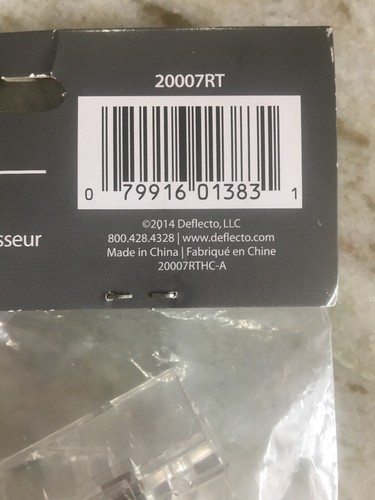 20007RT
0 79916 01383 1
©2014 Deflecto, LLC
800.428.4328 | www.deflecto.com
Made in China | Fabriqué en Chine
20007RTHC-A
sseur